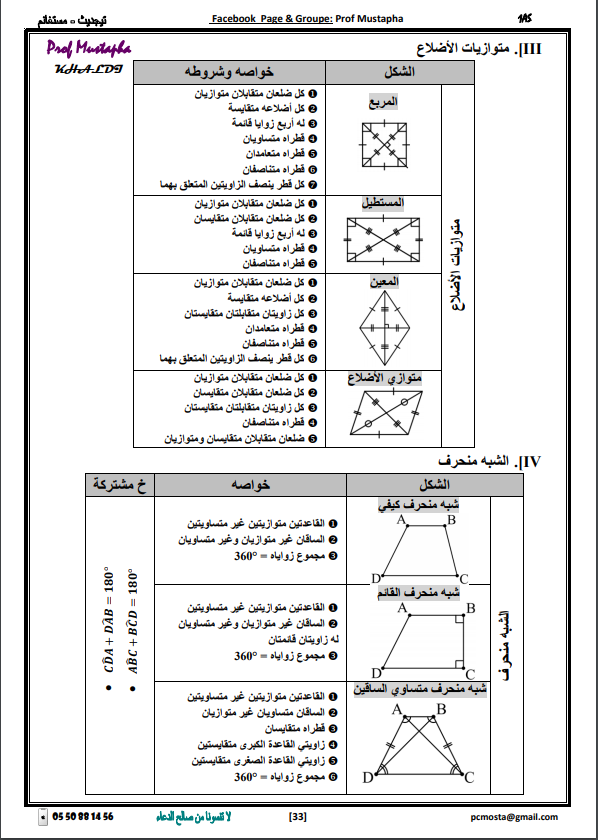 تيجديث - مستغانم
Facebook Page & Groupe: Prof Mustapha
1AS
III]. متوازيات الأضلاع
Prof Mustapha
KHA-LDI
الشكل
خواصه وشروطه
متوازيات الأضلاع
المربع
❶ كل ضلعان متقابلان متوازيان
❷ كل أضلاعه متقايسة
❸ له أربع زوايا قائمة
❹ قطراه متساويان
❺ قطراه متعامدان
❻ قطراه متناصفان
❼ كل قطر ينصف الزاويتين المتعلق بهما
المستطيل
❶ كل ضلعان متقابلان متوازيان
❷ كل ضلعان متقابلان متقايسان
❸ له أربع زوايا قائمة
❹ قطراه متساويان
❺ قطراه متناصفان
المعين
❶ كل ضلعان متقابلان متوازيان
❷ كل أضلاعه متقايسة
❸ كل زاويتان متقابلتان متقايستان
❹ قطراه متعامدان
❺ قطراه متناصفان
❻ كل قطر ينصف الزاويتين المتعلق بهما
متوازي الأضلاع
❶ كل ضلعان متقابلان متوازيان
❷ كل ضلعان متقابلان متقايسان
❸ كل زاويتان متقابلتان متقايستان
❹ قطراه متناصفان
❺ ضلعان متقابلان متقايسان ومتوازيان
IV]. الشبه منحرف
الشكل
خواصه
خ مشتركة
الشبه منحرف
شبه منحرف كيفي
A B
D C
❶ القاعدتين متوازيتين غير متساويتين
❷ الساقان غير متوازيان وغير متساويان
❸ مجموع زواياه = 360°
شبه منحرف القائم
A B
D C
❶ القاعدتين متوازيتين غير متساويتين
❷ الساقان غير متوازيان وغير متساويان
له زاويتان قائمتان
❸ مجموع زواياه = 360°
شبه منحرف متساوي الساقين
A B
D C
❶ القاعدتين متوازيتين غير متساويتين
❷ الساقان متساويان غير متوازيان
❸ قطراه متقايسان
❹ زاويتي القاعدة الكبرى متقايستين
❺ زاويتي القاعدة الصغرى متقايستين
❻ مجموع زواياه = 360°
• CD̂A + DÂB = 180°
• AB̂C + BĈD = 180°
05 50 88 14 56
لا تنسونا من صالح الدعاء
[33]
pcmosta@gmail.com